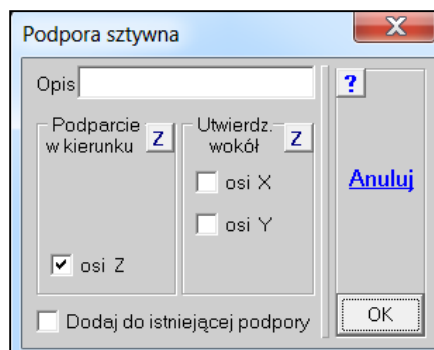 Podpora sztywna
X
Opis
?
Podparcie
w kierunku
Z
Utwierdz.
wokół
Z
osi X
osi Y
Anuluj
osi Z
Dodaj do istniejącej podpory
OK